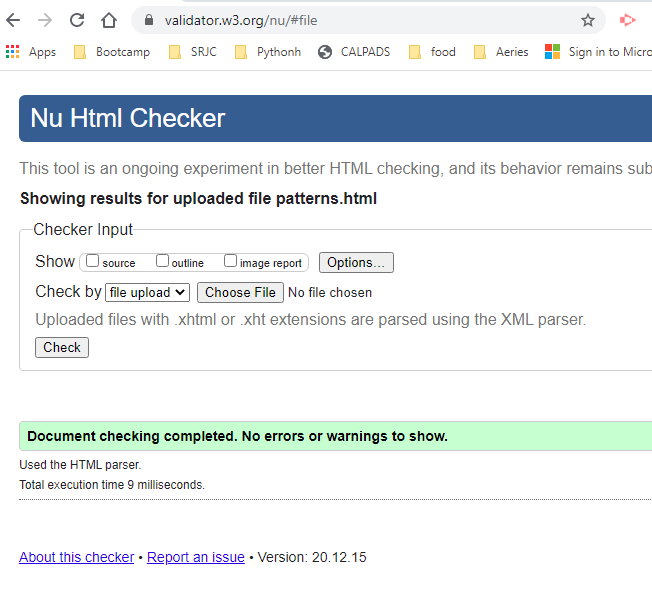 validator.w3.org/nu/#file
Apps Bootcamp SRJC Pythonh CALPADS food Aeries Sign in to Micro
Nu Html Checker
This tool is an ongoing experiment in better HTML checking, and its behavior remains sub
Showing results for uploaded file patterns.html
Checker Input
Show source outline image report Options...
Check by file upload Choose File No file chosen
Uploaded files with .xhtml or .xht extensions are parsed using the XML parser.
Check
Document checking completed. No errors or warnings to show.
Used the HTML parser.
Total execution time 9 milliseconds.
About this checker • Report an issue • Version: 20.12.15